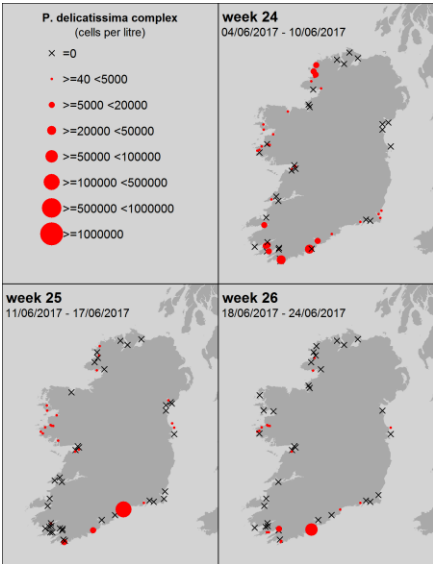 P. delicatissima complex
(cells per litre)
=0
>=40 <5000
>=5000 <20000
>=20000 <50000
>=50000 <100000
>=100000 <500000
>=500000 <1000000
>=1000000
week 24
04/06/2017 - 10/06/2017
week 25
11/06/2017 - 17/06/2017
week 26
18/06/2017 - 24/06/2017